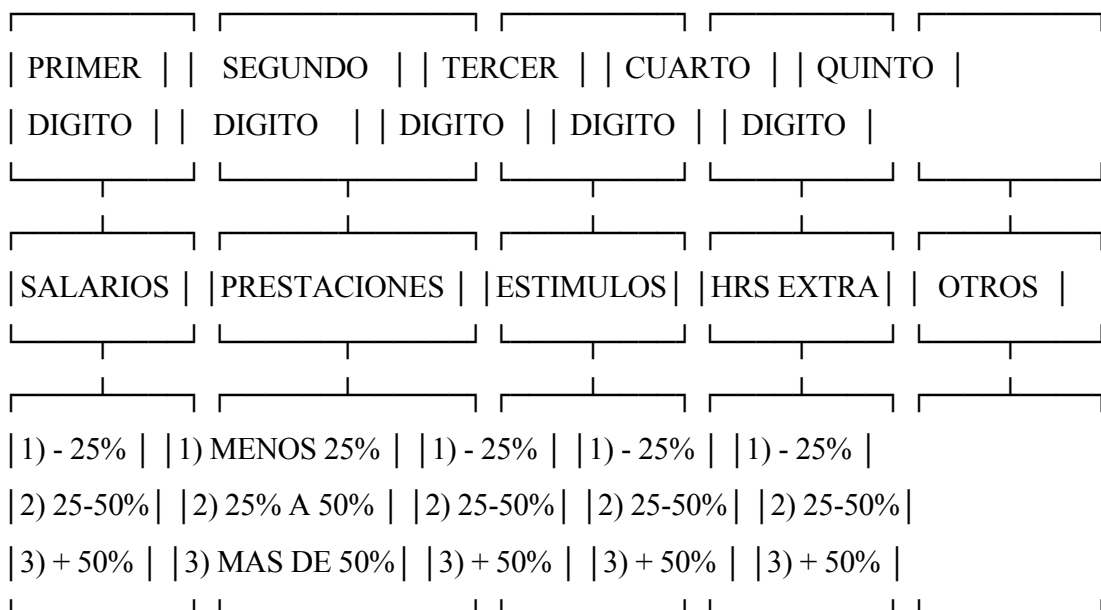 | PRIMER | | SEGUNDO | | TERCER | | CUARTO | | QUINTO |
| DIGITO | | DIGITO | | DIGITO | | DIGITO | | DIGITO |
|SALARIOS | |PRESTACIONES | |ESTIMULOS| |HRS EXTRA| | OTROS |
|1) - 25% | |1) MENOS 25% | |1) - 25% | |1) - 25% | |1) - 25% |
|2) 25-50%| |2) 25% A 50% | |2) 25-50%| |2) 25-50%| |2) 25-50%|
|3) + 50% | |3) MAS DE 50%| |3) + 50% | |3) + 50% | |3) + 50% |